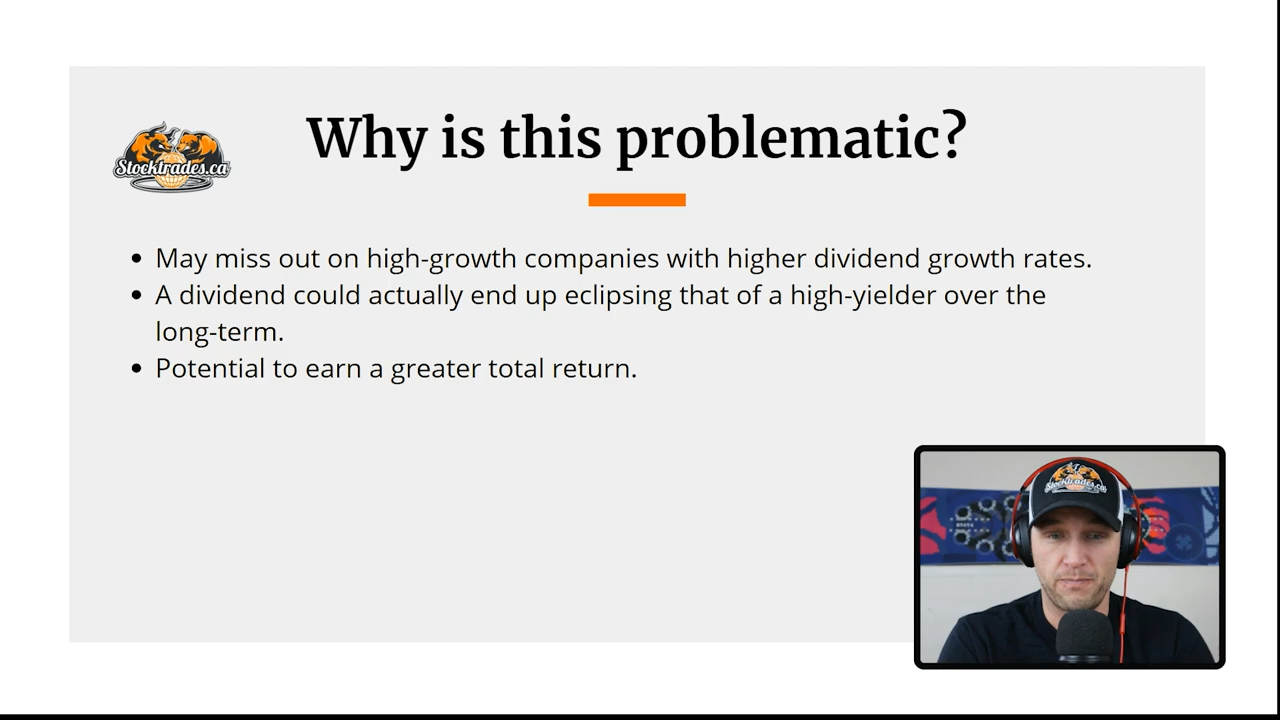 Why is this problematic?
Stocktrades.ca
• May miss out on high-growth companies with higher dividend growth rates.
• A dividend could actually end up eclipsing that of a high-yielder over the
long-term.
• Potential to earn a greater total return.
Stocktrades.ca